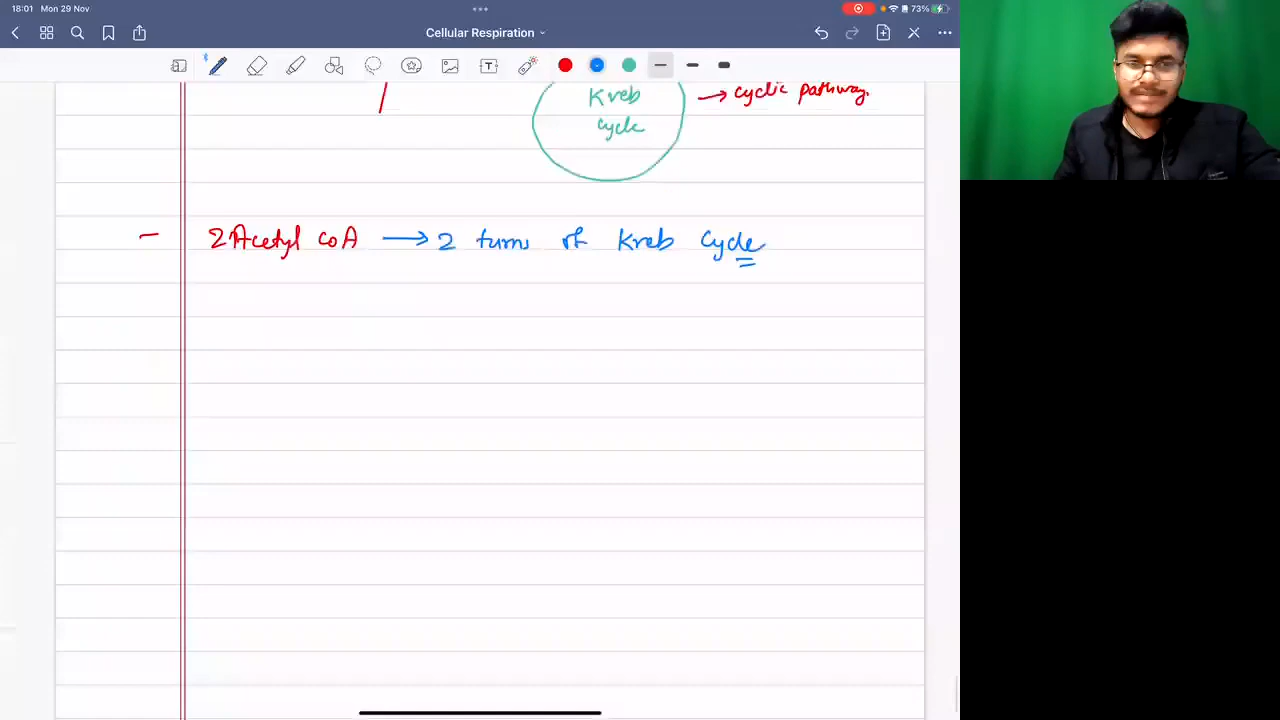 18:01 Mon 29 Nov
73%
Cellular Respiration
T
Kreb → cyclic pathway.
cycle
– 2 Acetyl CoA → 2 turns of Kreb Cycle